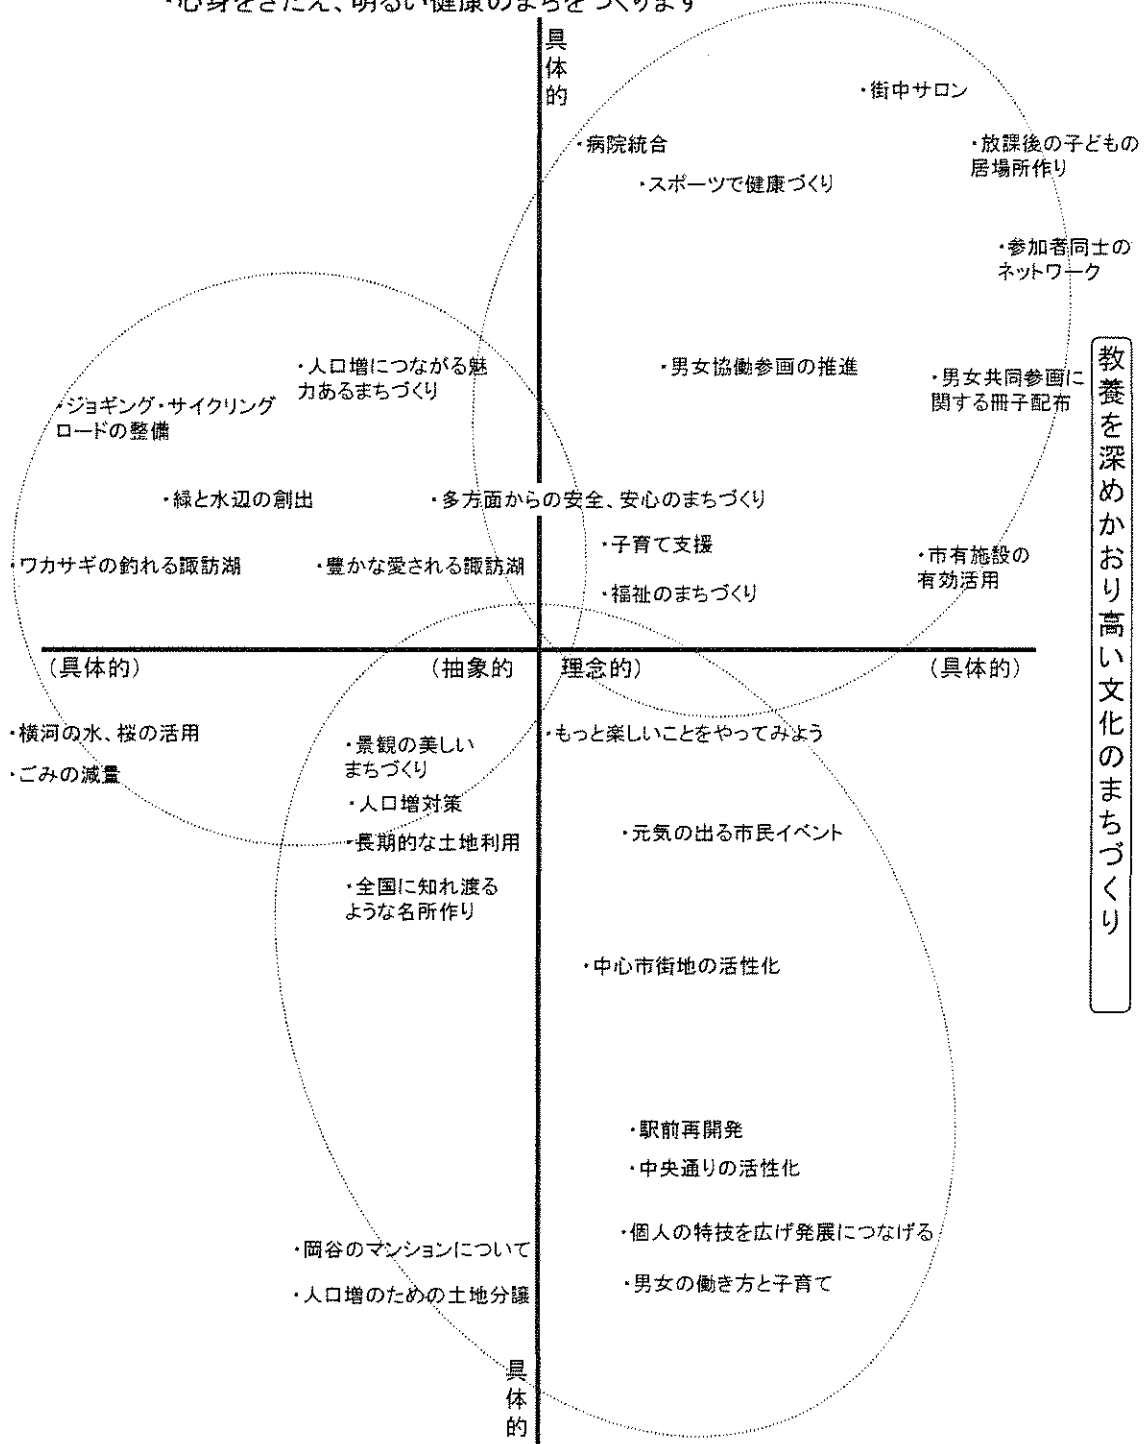 ・心身をきたえ、明るい健康のまちをつくります
具体的
・街中サロン
・病院統合
・放課後の子どもの
居場所作り
・スポーツで健康づくり
・参加者同士の
ネットワーク
・人口増につながる魅
力あるまちづくり
・男女協働参画の推進
・男女共同参画に
関する冊子配布
・ジョギング・サイクリング
ロードの整備
・緑と水辺の創出
・多方面からの安全、安心のまちづくり
・子育て支援
・市有施設の
有効活用
・ワカサギの釣れる諏訪湖
・豊かな愛される諏訪湖
・福祉のまちづくり
教養を深めかおり高い文化のまちづくり
(具体的)
(抽象的 理念的)
(具体的)
・横河の水、桜の活用
・ごみの減量
・景観の美しい
まちづくり
・もっと楽しいことをやってみよう
・人口増対策
・長期的な土地利用
・元気の出る市民イベント
・全国に知れ渡る
ような名所作り
・中心市街地の活性化
・駅前再開発
・中央通りの活性化
・個人の特技を広げ発展につなげる
・岡谷のマンションについて
・男女の働き方と子育て
・人口増のための土地分譲
具体的